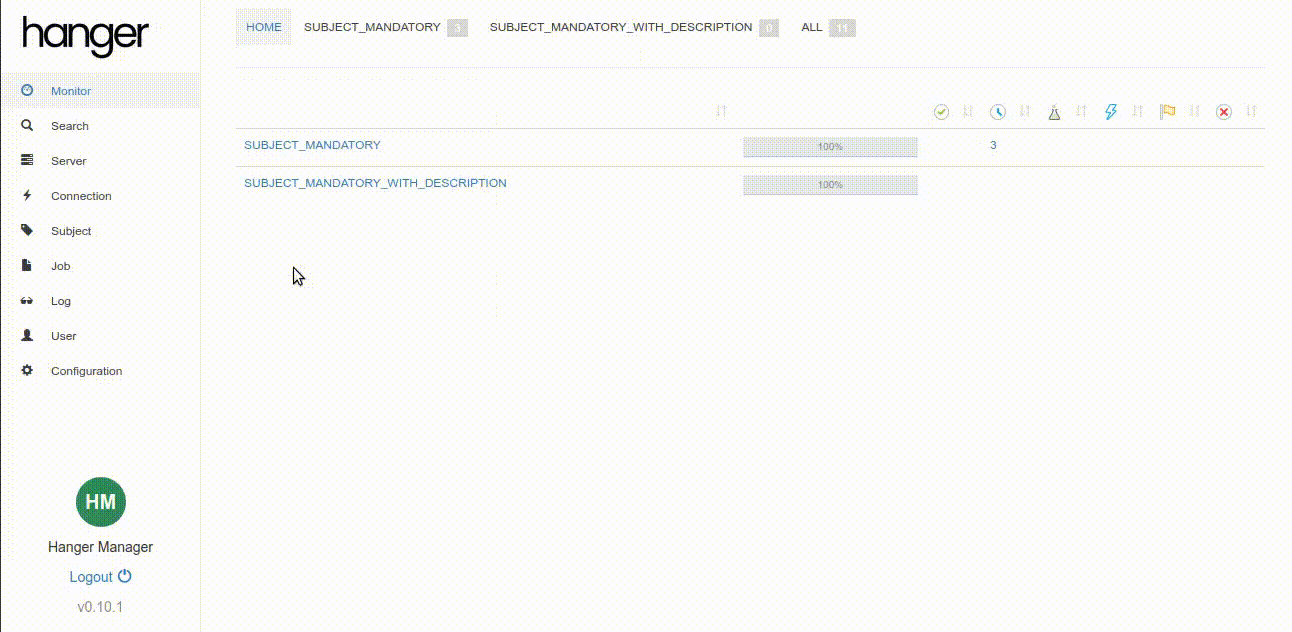 hanger
Monitor
Search
Server
Connection
Subject
Job
Log
User
Configuration
HM
Hanger Manager
Logout
v0.10.1
HOME SUBJECT_MANDATORY 3 SUBJECT_MANDATORY_WITH_DESCRIPTION 0 ALL 11
SUBJECT_MANDATORY 100% 3
SUBJECT_MANDATORY_WITH_DESCRIPTION 100%